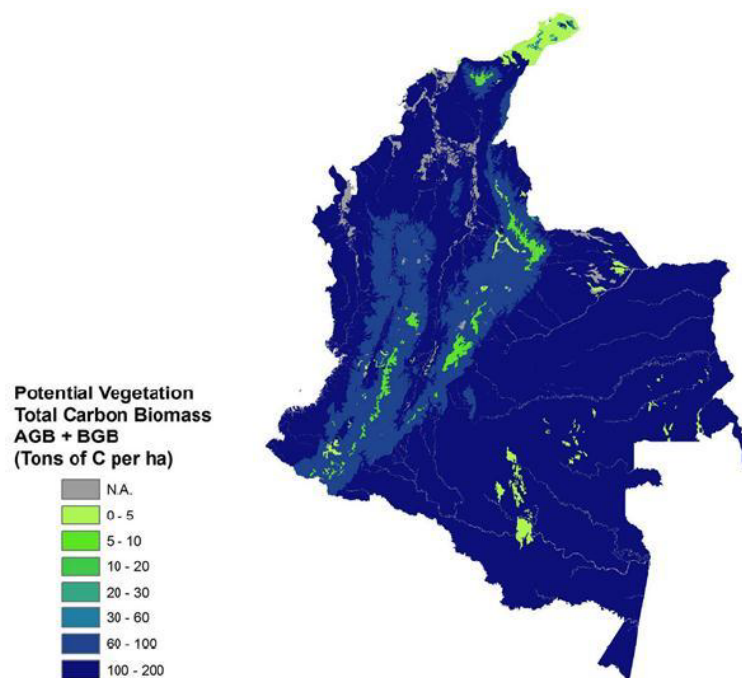 Potential Vegetation
Total Carbon Biomass
AGB + BGB
(Tons of C per ha)
N.A.
0 - 5
5 - 10
10 - 20
20 - 30
30 - 60
60 - 100
100 - 200